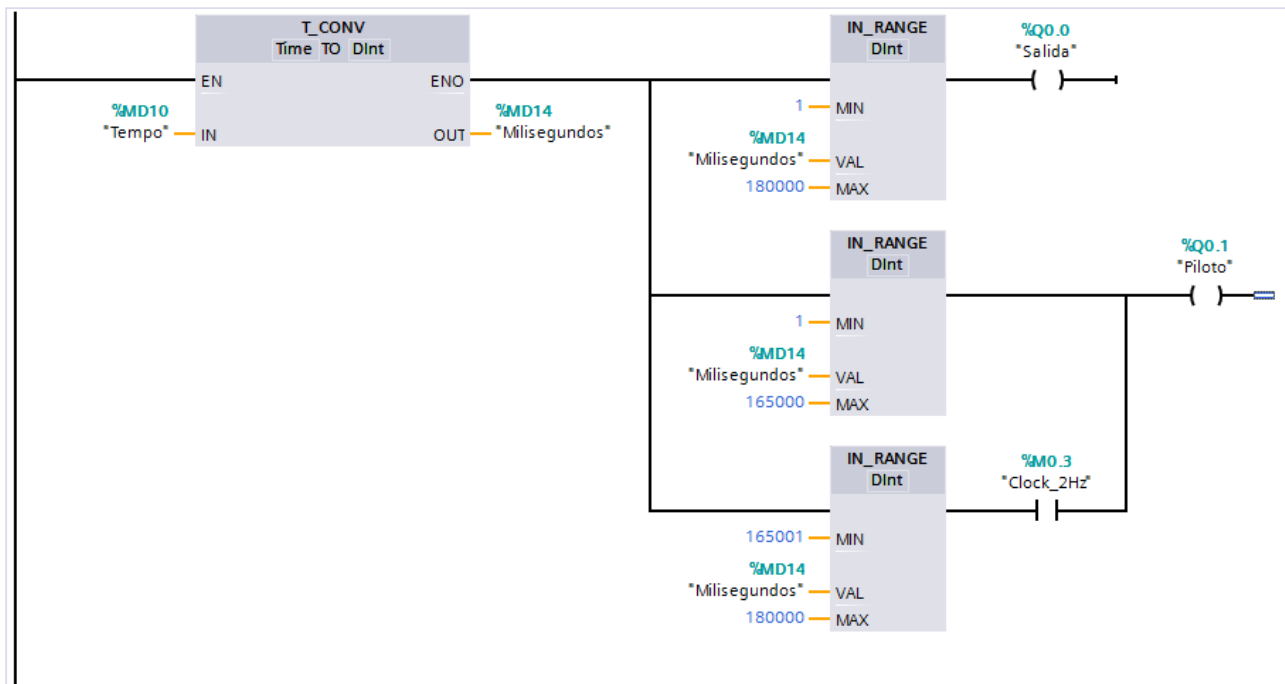 T_CONV
Time TO DInt
EN ENO
%MD10
"Tempo" IN
%MD14
OUT "Milisegundos"
IN_RANGE
DInt
%Q0.0
"Salida"
1 MIN
%MD14
"Milisegundos" VAL
180000 MAX
IN_RANGE
DInt
%Q0.1
"Piloto"
1 MIN
%MD14
"Milisegundos" VAL
165000 MAX
IN_RANGE
DInt
%M0.3
"Clock_2Hz"
165001 MIN
%MD14
"Milisegundos" VAL
180000 MAX